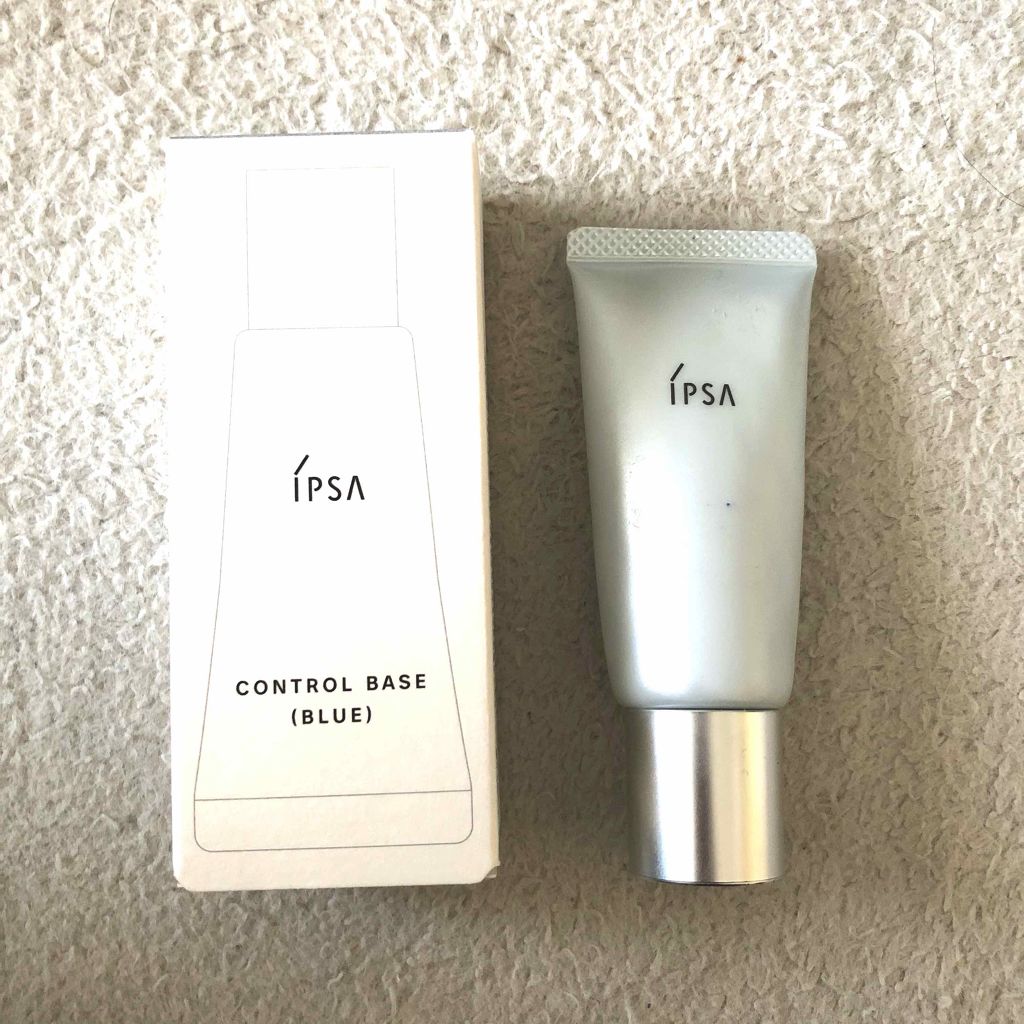 ÍPSA
CONTROL BASE
(BLUE)
ÍPSA